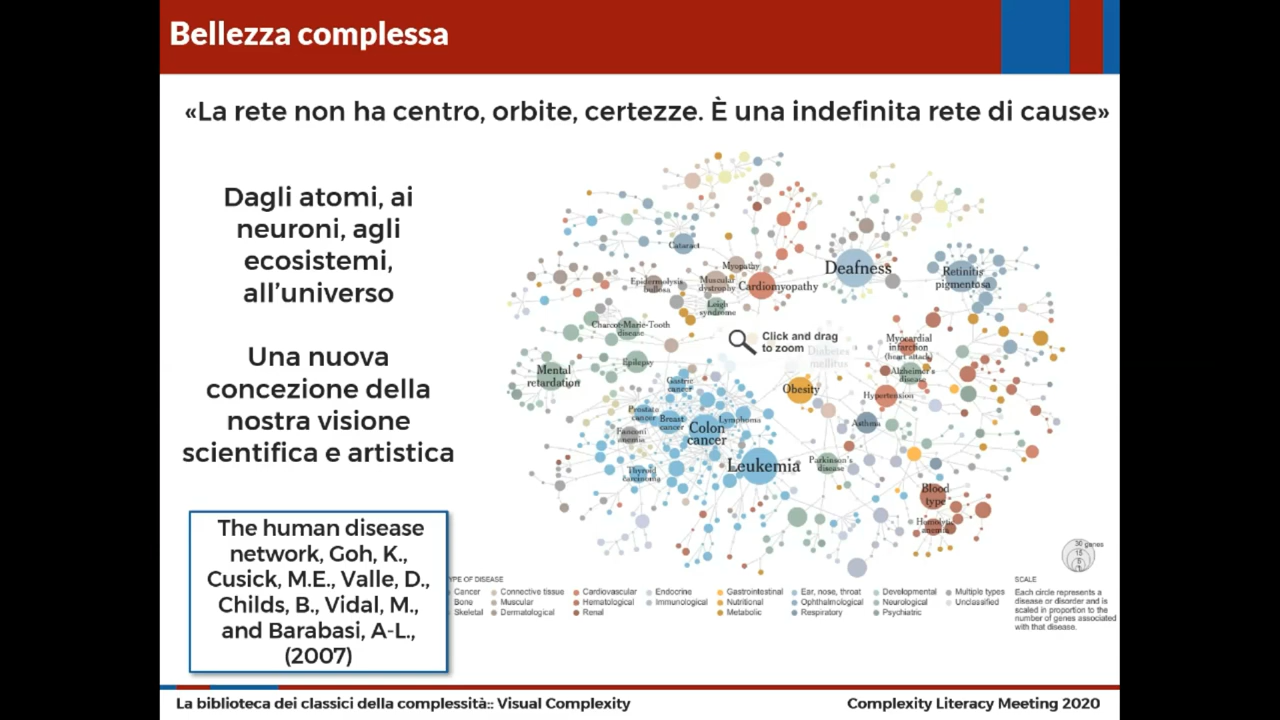 Bellezza complessa
«La rete non ha centro, orbite, certezze. È una indefinita rete di cause»
Dagli atomi, ai
neuroni, agli
ecosistemi,
all'universo
Una nuova
concezione della
nostra visione
scientifica e artistica
The human disease
network, Goh, K.,
Cusick, M.E., Valle, D.,
Childs, B., Vidal, M.,
and Barabasi, A-L.,
(2007)
Cataract
Myopathy
Epidermolysis
bullosa
Muscular
dystrophy
Cardiomyopathy
Leigh
syndrome
Deafness
Retinitis
pigmentosa
Charcot-Marie-Tooth
disease
Click and drag
to zoom
Diabetes
mellitus
Myocardial
infarction
(heart attack)
Mental
retardation
Epilepsy
Alzheimer's
disease
Gastric
cancer
Obesity
Hypertension
Prostate
cancer
Breast
cancer
Lymphoma
Fanconi
anemia
Colon
cancer
Asthma
Thyroid
carcinoma
Leukemia
Parkinson's
disease
Blood
type
Hemolytic
anemia
30 genes
15
5
1
YPE OF DISEASE
Cancer
Bone
Skeletal
Connective tissue
Muscular
Dermatological
Cardiovascular
Hematological
Renal
Endocrine
Immunological
Gastrointestinal
Nutritional
Metabolic
Ear, nose, throat
Ophthalmological
Respiratory
Developmental
Neurological
Psychiatric
Multiple types
Unclassified
SCALE
Each circle represents a
disease or disorder and is
scaled in proportion to the
number of genes associated
with that disease.
La biblioteca dei classici della complessità:: Visual Complexity
Complexity Literacy Meeting 2020